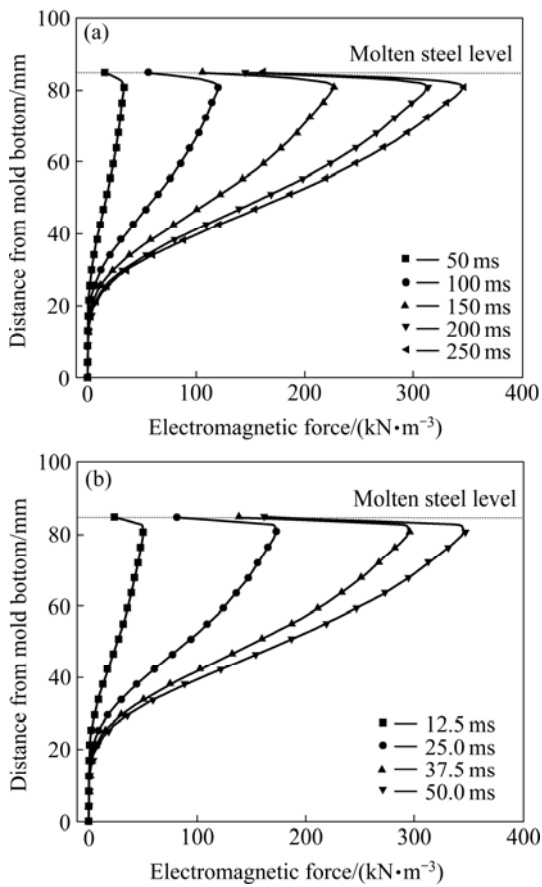 (a)
Molten steel level
Distance from mold bottom/mm
100
80
60
40
20
0
50 ms
100 ms
150 ms
200 ms
250 ms
0 100 200 300 400
Electromagnetic force/(kN•m⁻³)
(b)
Molten steel level
Distance from mold bottom/mm
100
80
60
40
20
0
12.5 ms
25.0 ms
37.5 ms
50.0 ms
0 100 200 300 400
Electromagnetic force/(kN•m⁻³)